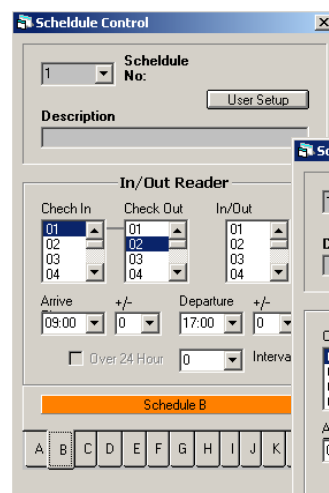 Scheldule Control
1
Scheldule
No:
User Setup
Description
In/Out Reader
Chech In Check Out In/Out
01 01 01
02 02 02
03 03 03
04 04 04
Arrive +/- Departure +/-
09:00 0 17:00 0
Over 24 Hour 0 Interva
Schedule B
A B C D E F G H I J K